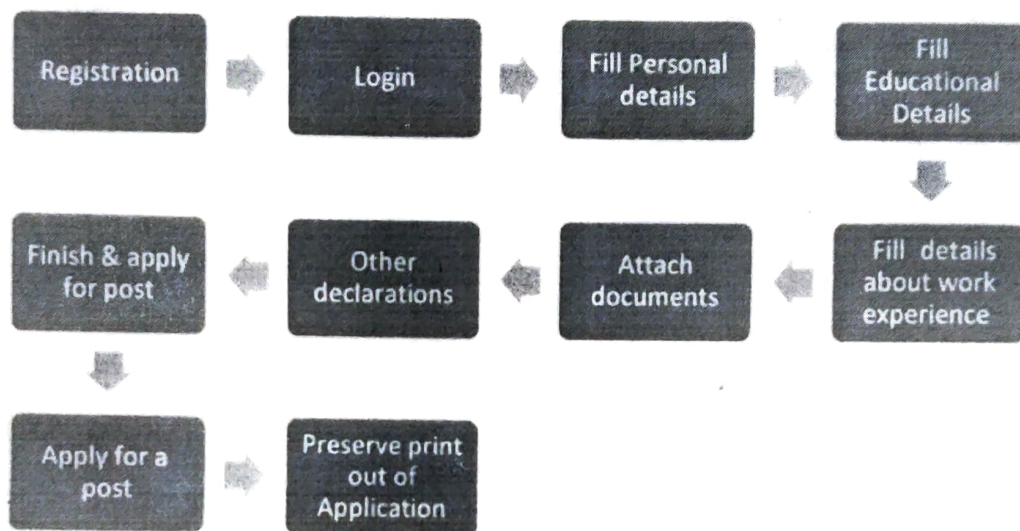 Registration
Login
Fill Personal
details
Fill
Educational
Details
Fill details
about work
experience
Attach
documents
Other
declarations
Finish & apply
for post
Apply for a
post
Preserve print
out of
Application